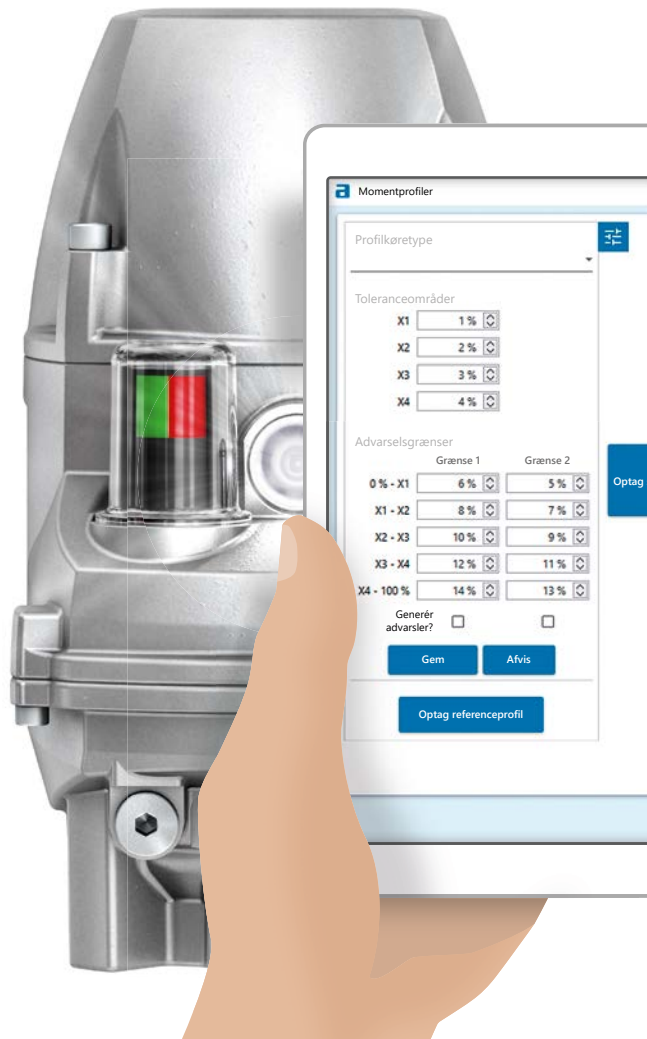 a Momentprofiler
Profilkøretype
Toleranceområder
X1 1 %
X2 2 %
X3 3 %
X4 4 %
Advarselsgrænser
Grænse 1 Grænse 2
0 % - X1 6 % 5 %
X1 - X2 8 % 7 %
X2 - X3 10 % 9 %
X3 - X4 12 % 11 %
X4 - 100 % 14 % 13 %
Generér
advarsler?
Gem Afvis
Optag referenceprofil
Optag